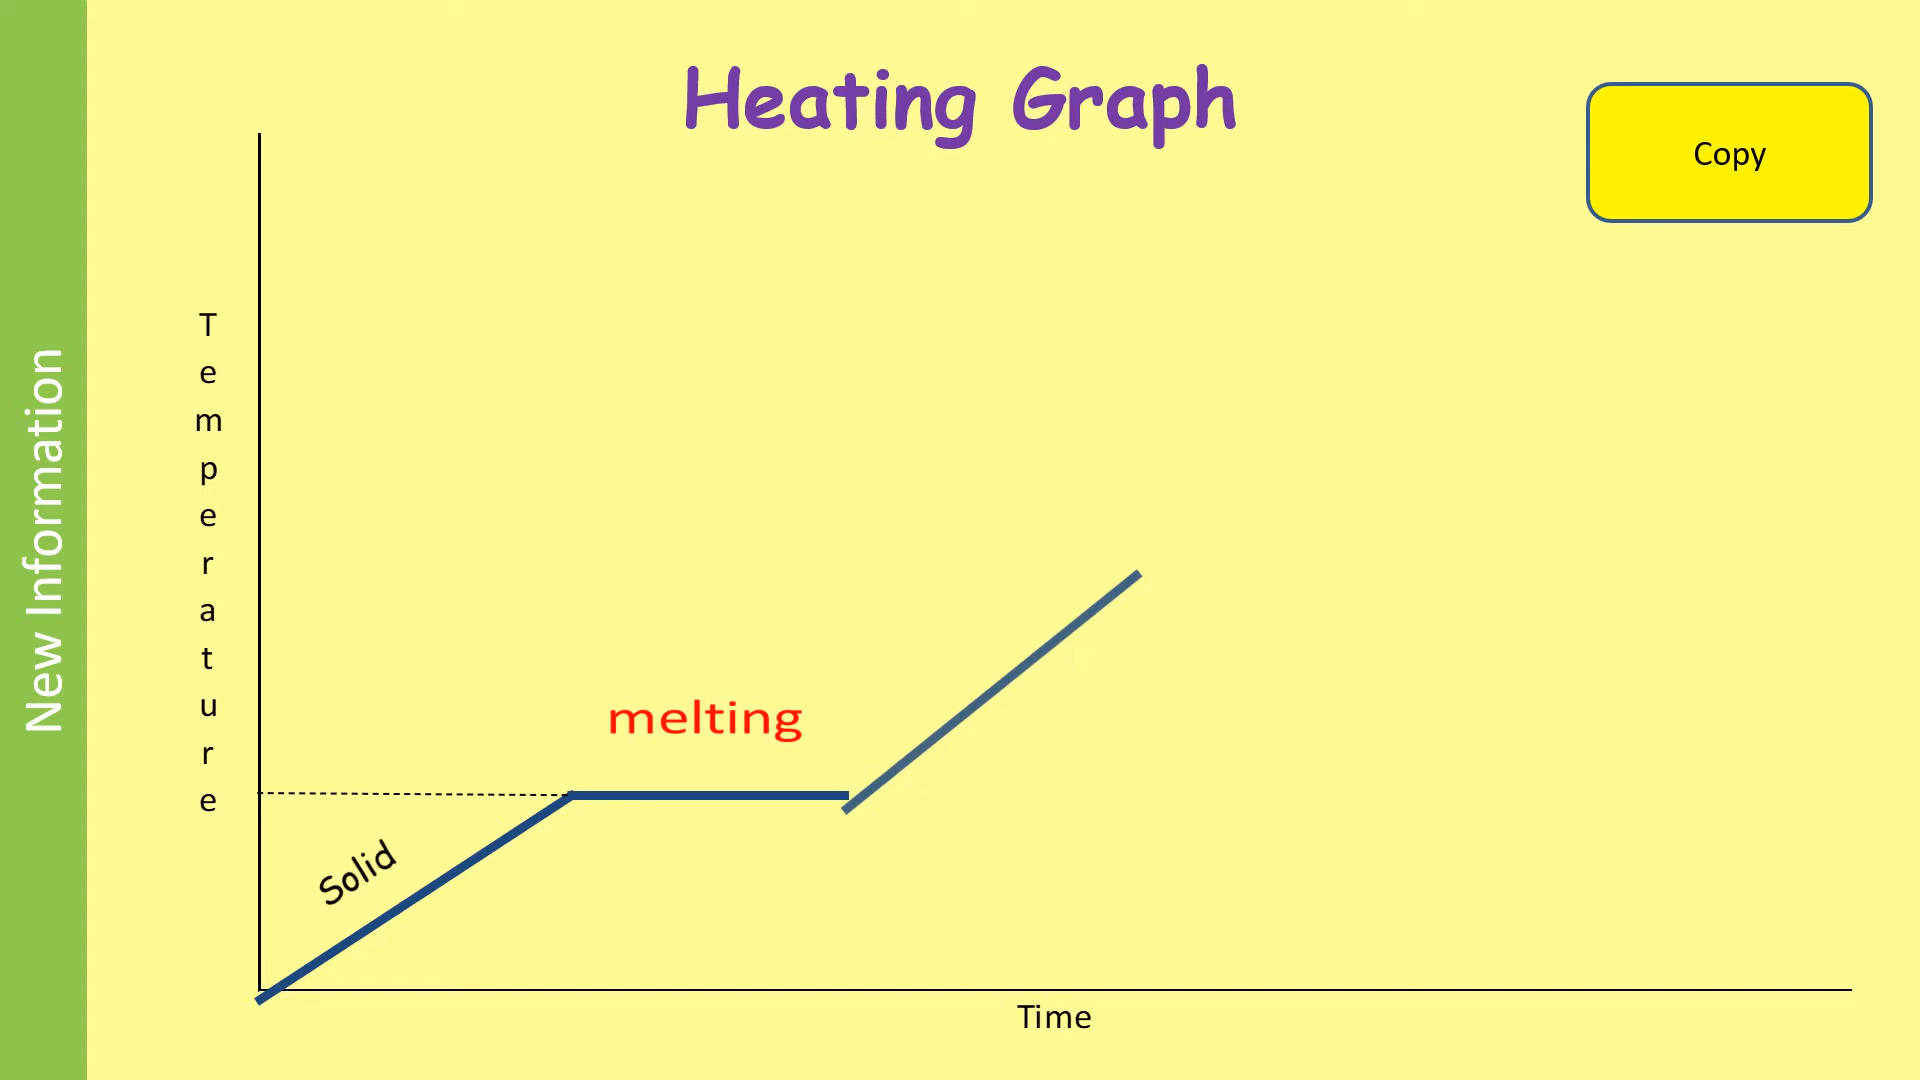 Heating Graph
Copy
New Information
Temperature
melting
Solid
Time